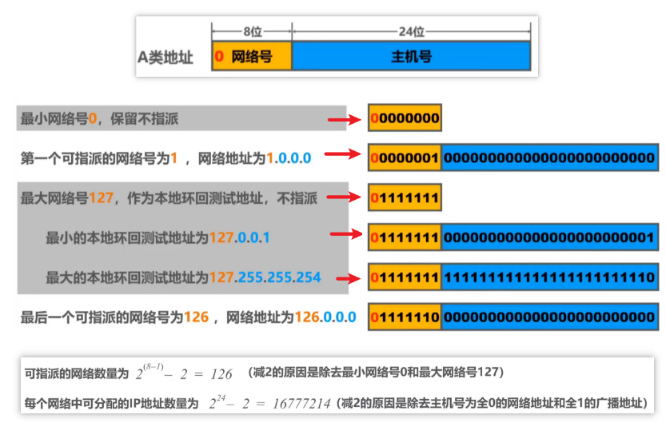 8位 24位
A类地址 0 网络号 主机号
最小网络号0，保留不指派 00000000
第一个可指派的网络号为1 ，网络地址为1.0.0.0 00000001 000000000000000000000000
最大网络号127，作为本地环回测试地址，不指派 01111111
最小的本地环回测试地址为127.0.0.1 01111111 000000000000000000000001
最大的本地环回测试地址为127.255.255.254 01111111 111111111111111111111110
最后一个可指派的网络号为126 ，网络地址为126.0.0.0 01111110 000000000000000000000000
可指派的网络数量为 2^(8-1) - 2 = 126 （减2的原因是除去最小网络号0和最大网络号127）
每个网络中可分配的IP地址数量为 2^24 - 2 = 16777214（减2的原因是除去主机号为全0的网络地址和全1的广播地址）